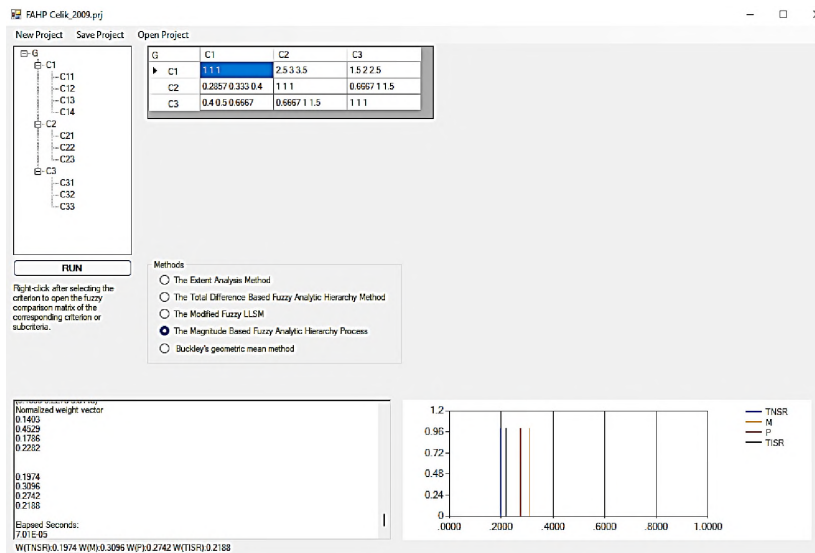 FAHP Celik_2009.prj
New Project Save Project Open Project
G
C1
C11
C12
C13
C14
C2
C21
C22
C23
C3
C31
C32
C33
G C1 C2 C3
C1 1 1 1 2.5 3 3.5 1.5 2 2.5
C2 0.2857 0.333 0.4 1 1 1 0.6667 1 1.5
C3 0.4 0.5 0.6667 0.6667 1 1.5 1 1 1
RUN
Right-click after selecting the
criterion to open the fuzzy
comparison matrix of the
corresponding criterion or
subcriteria.
Methods
The Extent Analysis Method
The Total Difference Based Fuzzy Analytic Hierarchy Method
The Modified Fuzzy LLSM
The Magnitude Based Fuzzy Analytic Hierarchy Process
Buckley's geometric mean method
Normalized weight vector
0.1403
0.4529
0.1786
0.2282
0.1974
0.3096
0.2742
0.2188
Elapsed Seconds:
7.01E-05
W(TNSR):0.1974 W(M):0.3096 W(P):0.2742 W(TISR):0.2188
1.2
0.96
0.72
0.48
0.24
0
.0000 .2000 .4000 .6000 .8000 1.0000
TNSR
M
P
TISR